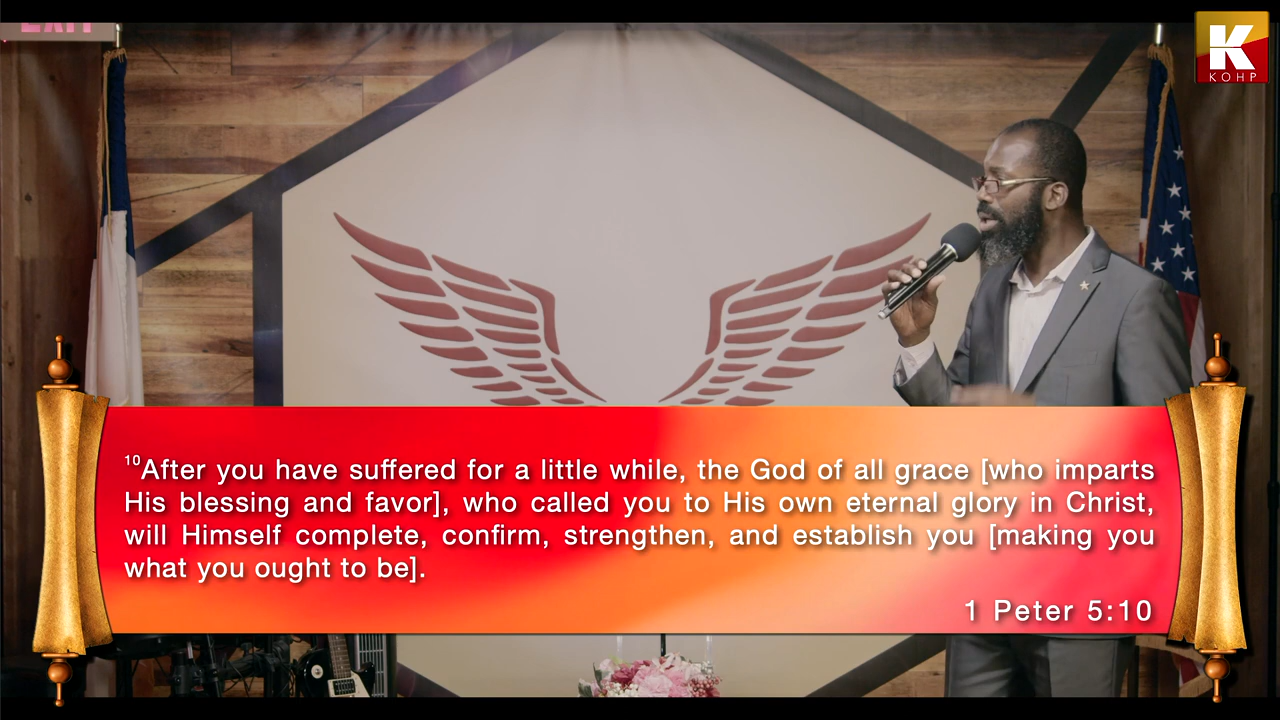 EXIT
K
KOHP
10After you have suffered for a little while, the God of all grace [who imparts
His blessing and favor], who called you to His own eternal glory in Christ,
will Himself complete, confirm, strengthen, and establish you [making you
what you ought to be].
1 Peter 5:10